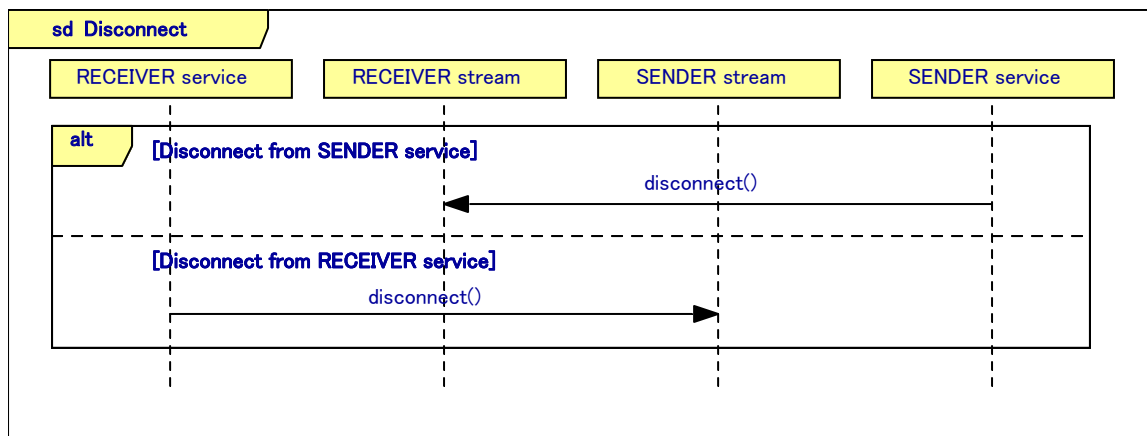 sd Disconnect
RECEIVER service
RECEIVER stream
SENDER stream
SENDER service
alt
[Disconnect from SENDER service]
disconnect()
[Disconnect from RECEIVER service]
disconnect()